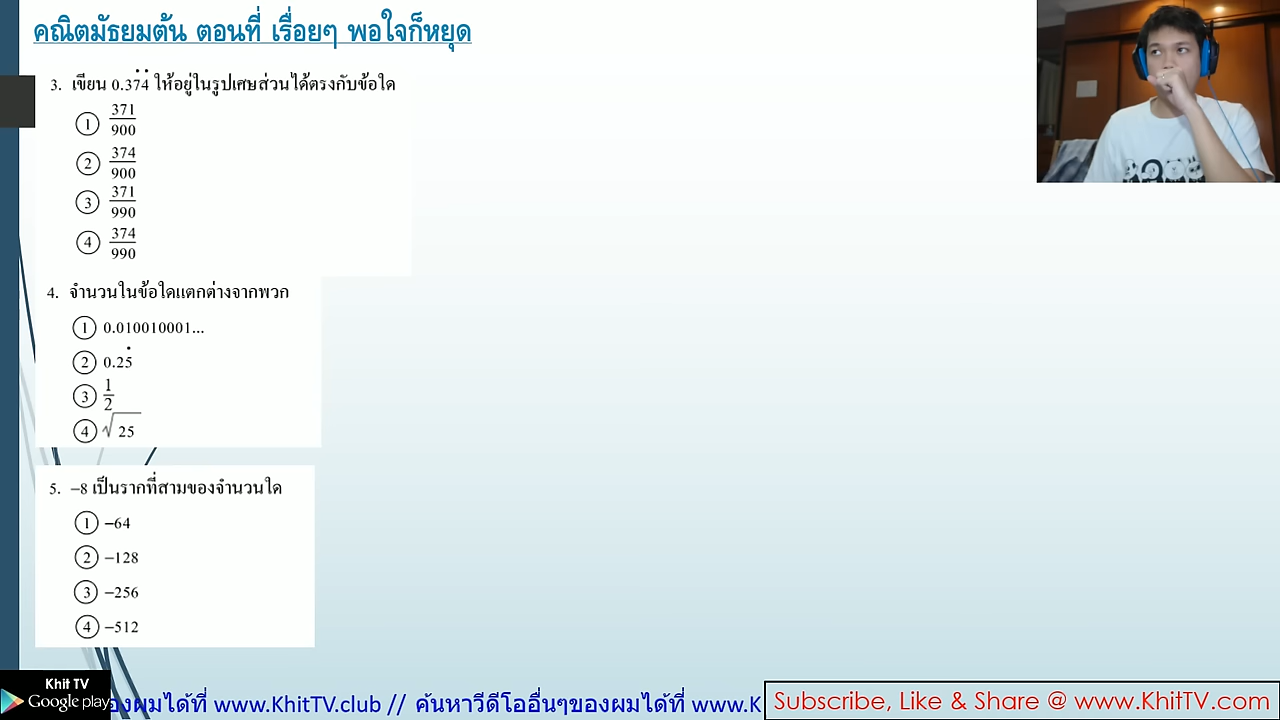 คณิตมัธยมต้น ตอนที่ เรื่อยๆ พอใจก็หยุด
3. เขียน 0.37̇4̇ ให้อยู่ในรูปเศษส่วนได้ตรงกับข้อใด
① 371/900
② 374/900
③ 371/990
④ 374/990
4. จำนวนในข้อใดแตกต่างจากพวก
① 0.010010001...
② 0.25̇
③ 1/2
④ √25
5. –8 เป็นรากที่สามของจำนวนใด
① –64
② –128
③ –256
④ –512
Khit TV
Google play
องผมได้ที่ www.KhitTV.club // ค้นหาวีดีโออื่นๆของผมได้ที่ www.K
Subscribe, Like & Share @ www.KhitTV.com